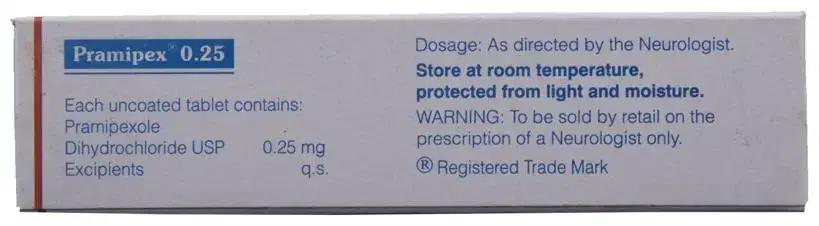 Pramipex® 0.25
Each uncoated tablet contains:
Pramipexole
Dihydrochloride USP 0.25 mg
Excipients q.s.
Dosage: As directed by the Neurologist.
Store at room temperature,
protected from light and moisture.
WARNING: To be sold by retail on the
prescription of a Neurologist only.
® Registered Trade Mark